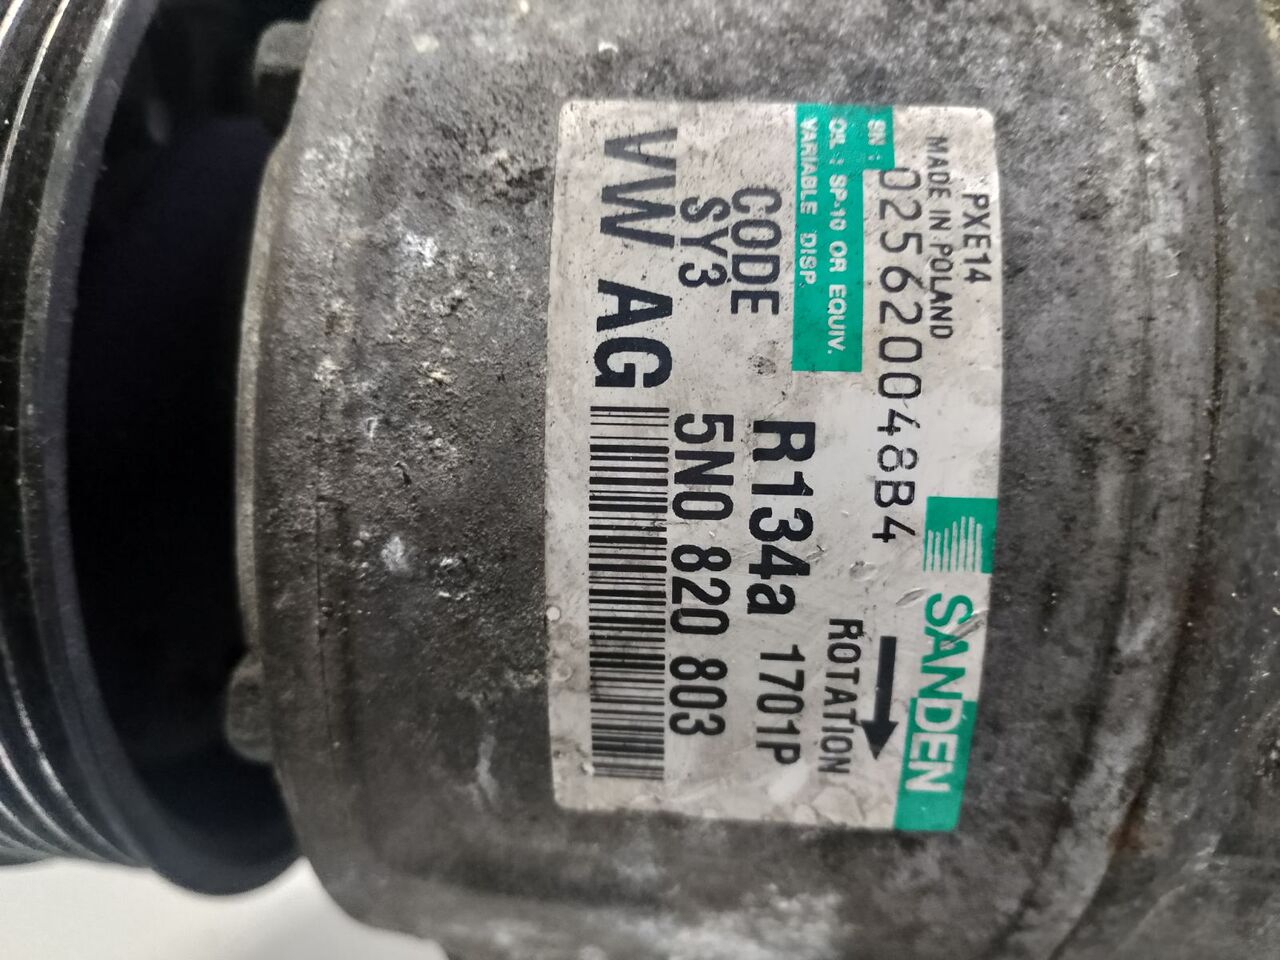 SANDEN
PXE14
MADE IN POLAND
SN : 0256200048B4
OIL : SP-10 OR EQUIV.
VARIABLE DISP.
ROTATION
CODE
SY3
R134a 1701P
5N0 820 803
VW AG